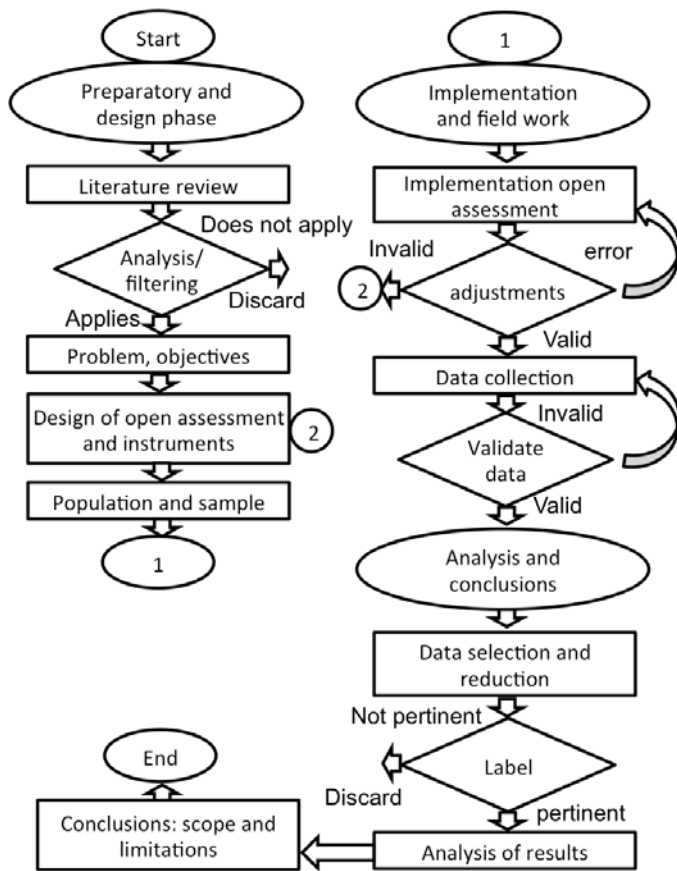 Start
Preparatory and
design phase
Literature review
Does not apply
Analysis/
filtering
Discard
Applies
Problem, objectives
Design of open assessment
and instruments
2
Population and sample
1
1
Implementation
and field work
Implementation open
assessment
Invalid
error
2
adjustments
Valid
Data collection
Invalid
Validate
data
Valid
Analysis and
conclusions
Data selection and
reduction
Not pertinent
Label
Discard
pertinent
Analysis of results
Conclusions: scope and
limitations
End